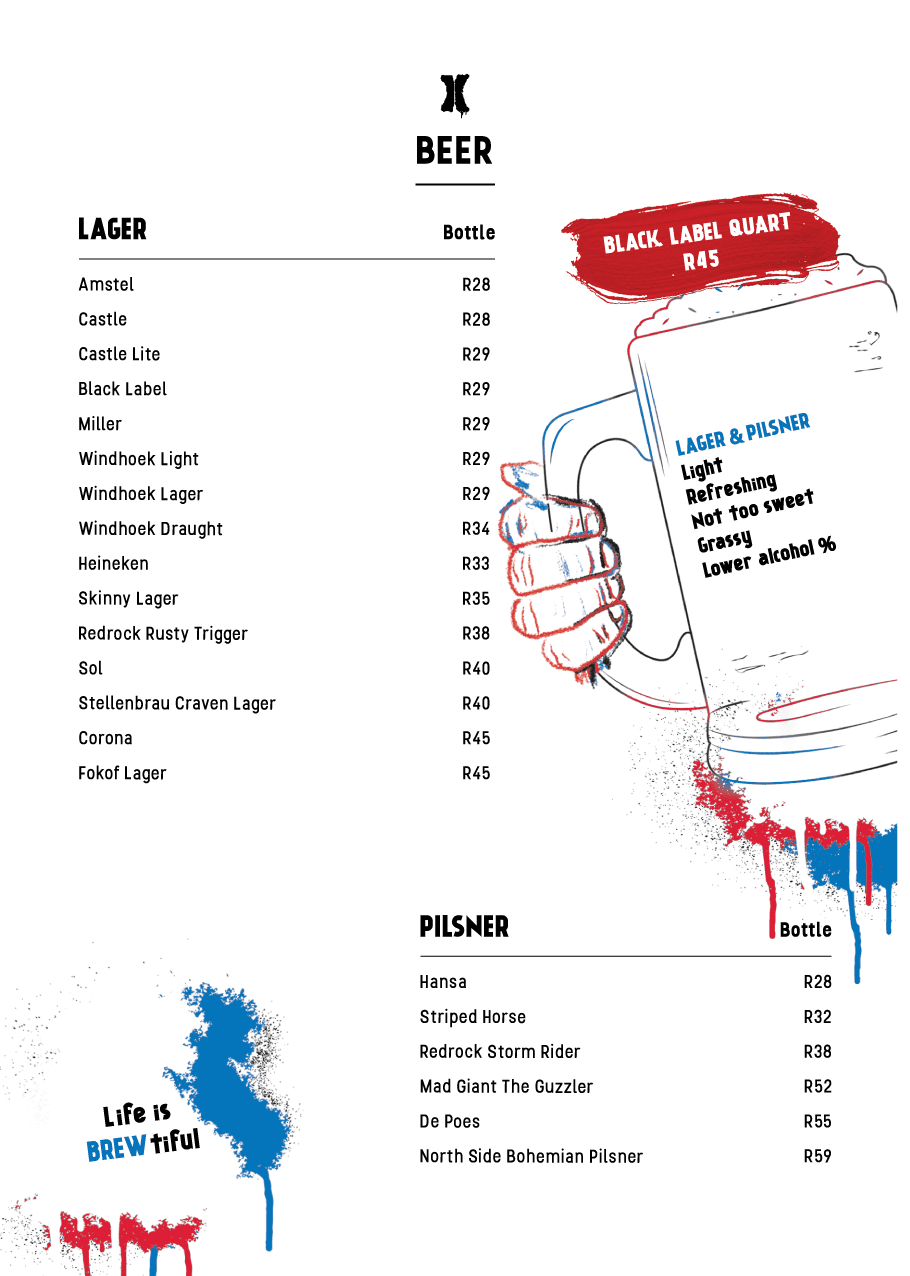 BEER
LAGER Bottle
Amstel R28
Castle R28
Castle Lite R29
Black Label R29
Miller R29
Windhoek Light R29
Windhoek Lager R29
Windhoek Draught R34
Heineken R33
Skinny Lager R35
Redrock Rusty Trigger R38
Sol R40
Stellenbrau Craven Lager R40
Corona R45
Fokof Lager R45
BLACK LABEL QUART
R45
LAGER & PILSNER
Light
Refreshing
Not too sweet
Grassy
Lower alcohol %
PILSNER Bottle
Hansa R28
Striped Horse R32
Redrock Storm Rider R38
Mad Giant The Guzzler R52
De Poes R55
North Side Bohemian Pilsner R59
Life is
BREWtiful